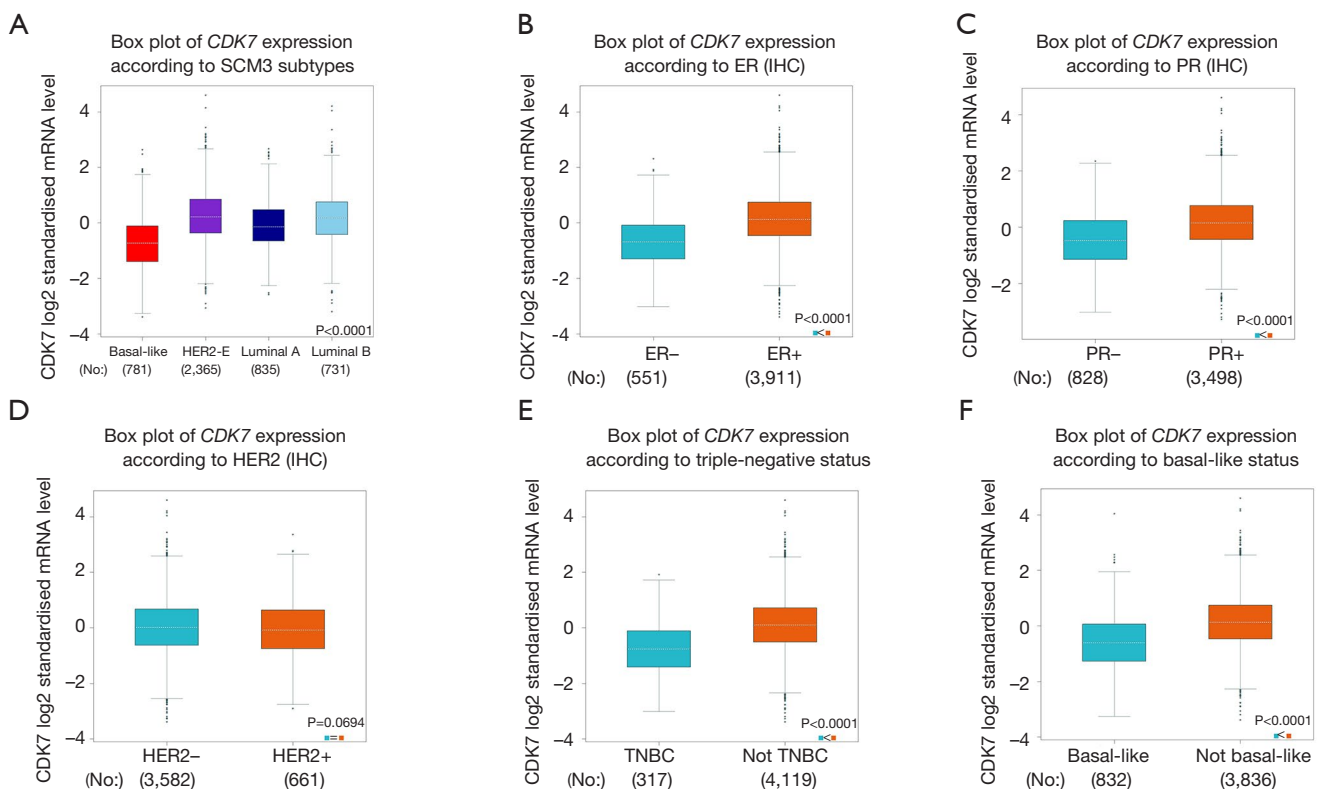 A
Box plot of CDK7 expression
according to SCM3 subtypes
CDK7 log2 standardised mRNA level
4
2
0
−2
−4
P<0.0001
Basal-like HER2-E Luminal A Luminal B
(No: (781) (2,365) (835) (731)
B
Box plot of CDK7 expression
according to ER (IHC)
CDK7 log2 standardised mRNA level
4
2
0
−2
−4
P<0.0001
<
ER− ER+
(No: (551) (3,911)
C
Box plot of CDK7 expression
according to PR (IHC)
CDK7 log2 standardised mRNA level
4
2
0
−2
P<0.0001
<
PR− PR+
(No: (828) (3,498)
D
Box plot of CDK7 expression
according to HER2 (IHC)
CDK7 log2 standardised mRNA level
4
2
0
−2
−4
P=0.0694
=
HER2− HER2+
(No: (3,582) (661)
E
Box plot of CDK7 expression
according to triple-negative status
CDK7 log2 standardised mRNA level
4
2
0
−2
−4
P<0.0001
<
TNBC Not TNBC
(No: (317) (4,119)
F
Box plot of CDK7 expression
according to basal-like status
CDK7 log2 standardised mRNA level
4
2
0
−2
−4
P<0.0001
<
Basal-like Not basal-like
(No: (832) (3,836)